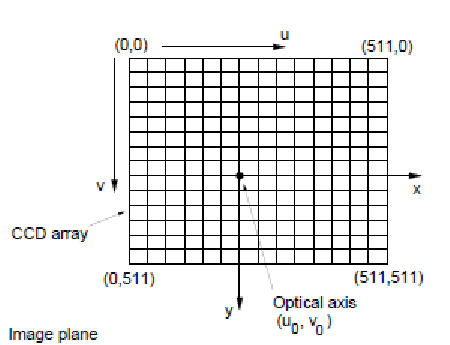 u
(0,0)
(511,0)
v
x
CCD array
(0,511)
(511,511)
y
Optical axis
(u0, v0)
Image plane